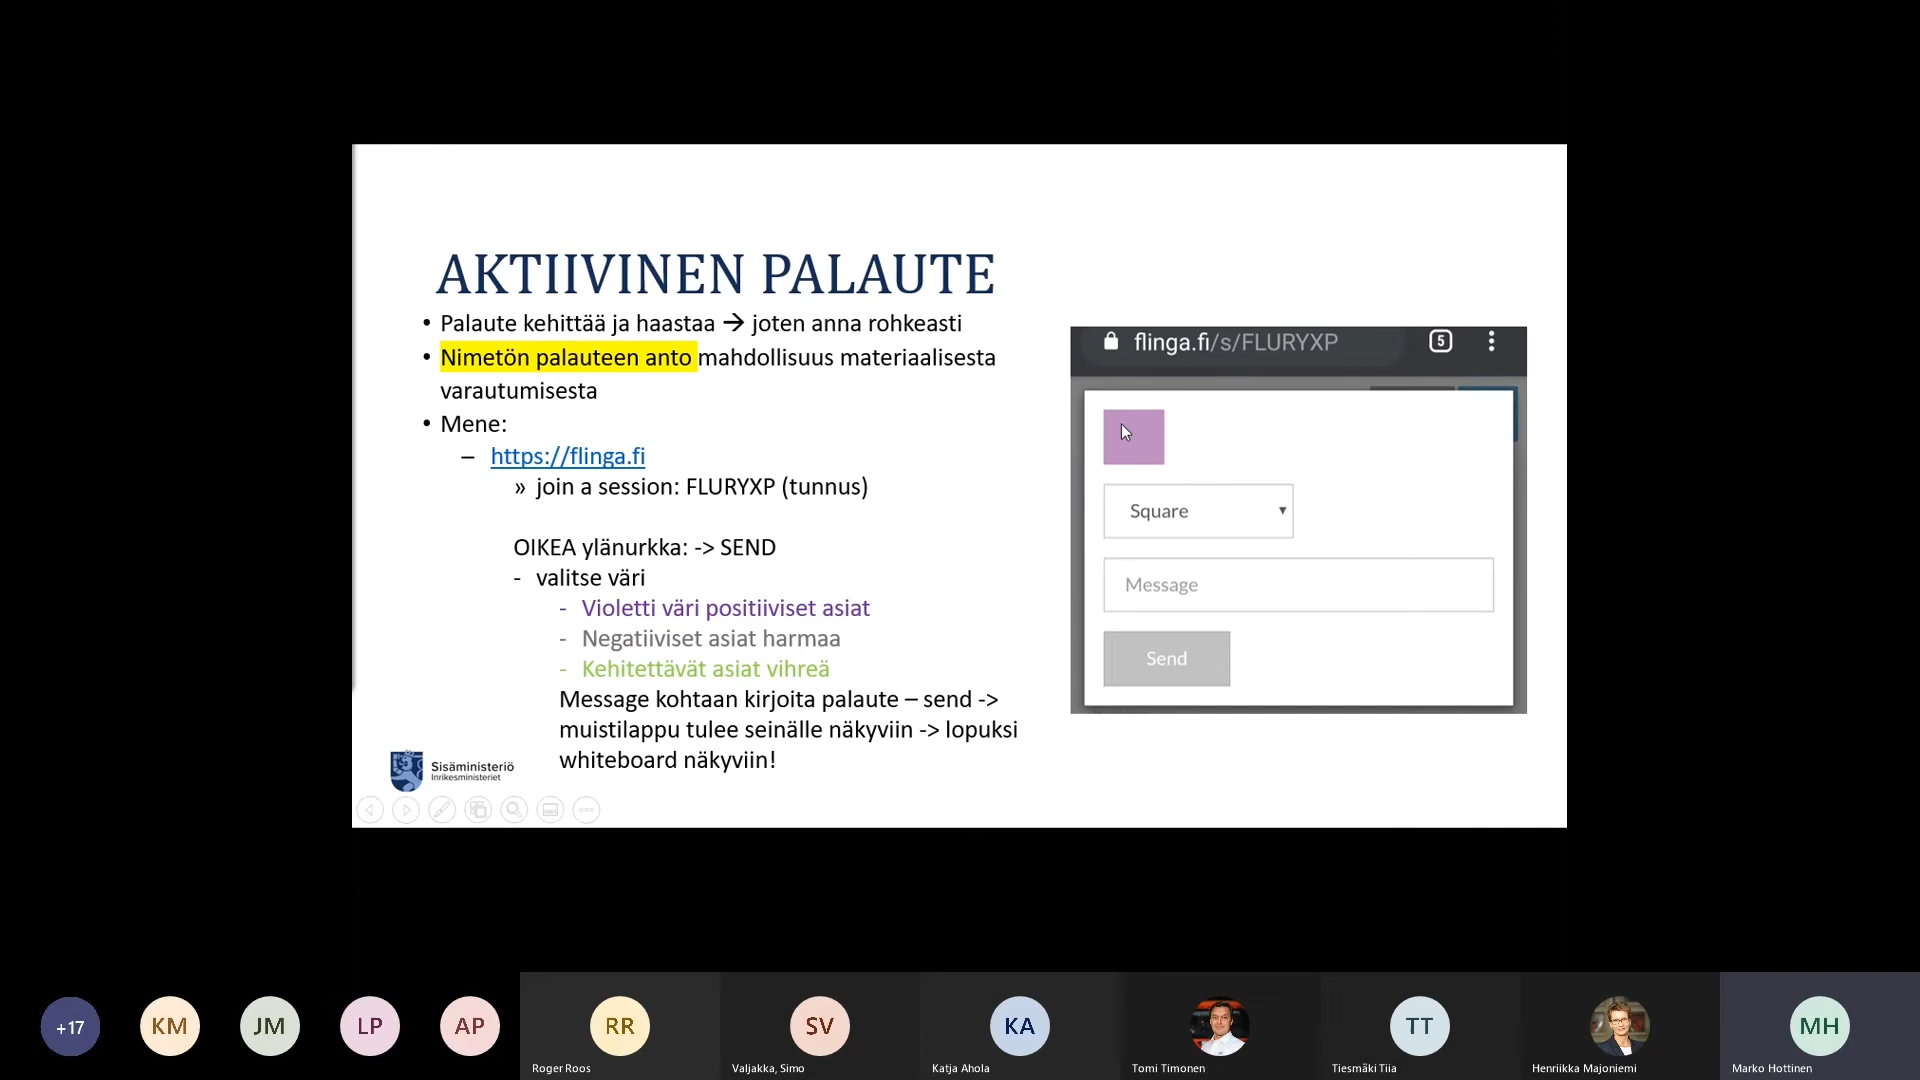 AKTIIVINEN PALAUTE
• Palaute kehittää ja haastaa → joten anna rohkeasti
• Nimetön palauteen anto mahdollisuus materiaalisesta
varautumisesta
• Mene:
– https://flinga.fi
» join a session: FLURYXP (tunnus)
OIKEA ylänurkka: -> SEND
- valitse väri
- Violetti väri positiiviset asiat
- Negatiiviset asiat harmaa
- Kehitettävät asiat vihreä
Message kohtaan kirjoita palaute – send ->
muistilappu tulee seinälle näkyviin -> lopuksi
whiteboard näkyviin!
Sisäministeriö
Inrikesministeriet
flinga.fi/s/FLURYXP
5
Square
Message
Send
+17
KM
JM
LP
AP
RR
SV
KA
TT
MH
Roger Roos
Valjakka, Simo
Katja Ahola
Tomi Timonen
Tiesmäki Tiia
Henriikka Majoniemi
Marko Hottinen